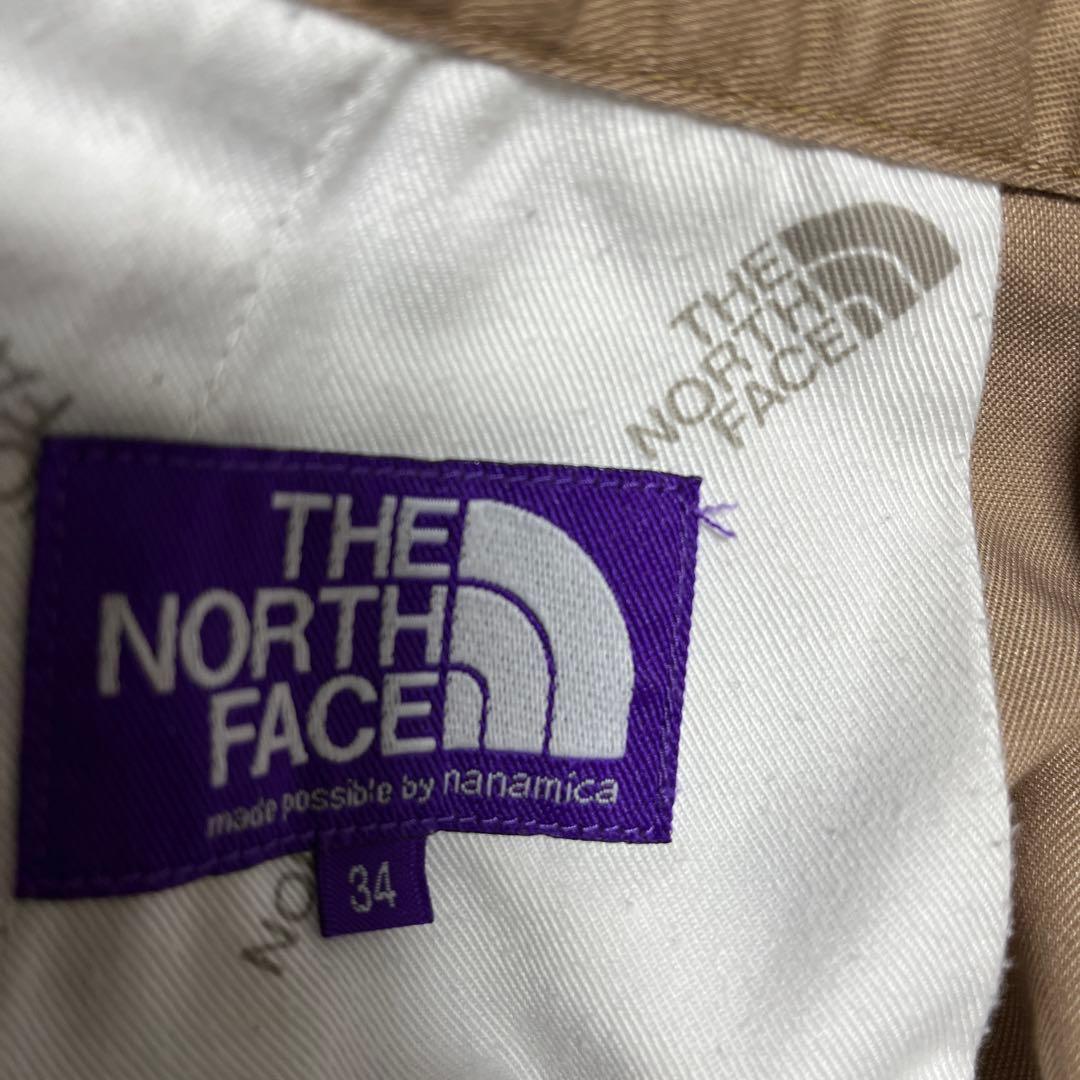 THE
NORTH
FACE
THE
NORTH
FACE
made possible by nanamica
34